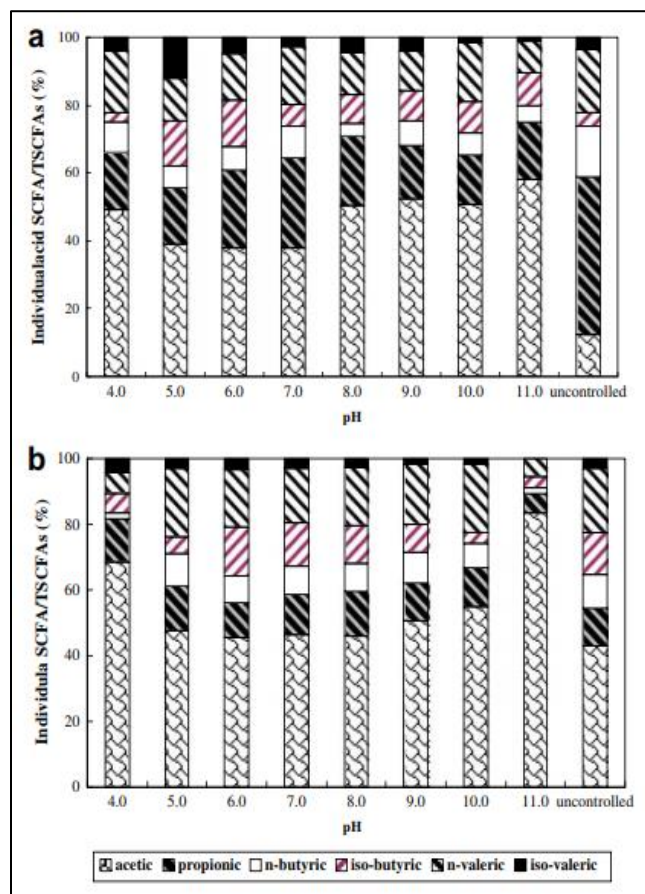 a
100
80
60
40
20
0
Individualacid SCFA/TSCFAs (%)
4.0 5.0 6.0 7.0 8.0 9.0 10.0 11.0 uncontrolled
pH
b
100
80
60
40
20
0
Individula SCFA/TSCFAs (%)
4.0 5.0 6.0 7.0 8.0 9.0 10.0 11.0 uncontrolled
pH
acetic propionic n-butyric iso-butyric n-valeric iso-valeric